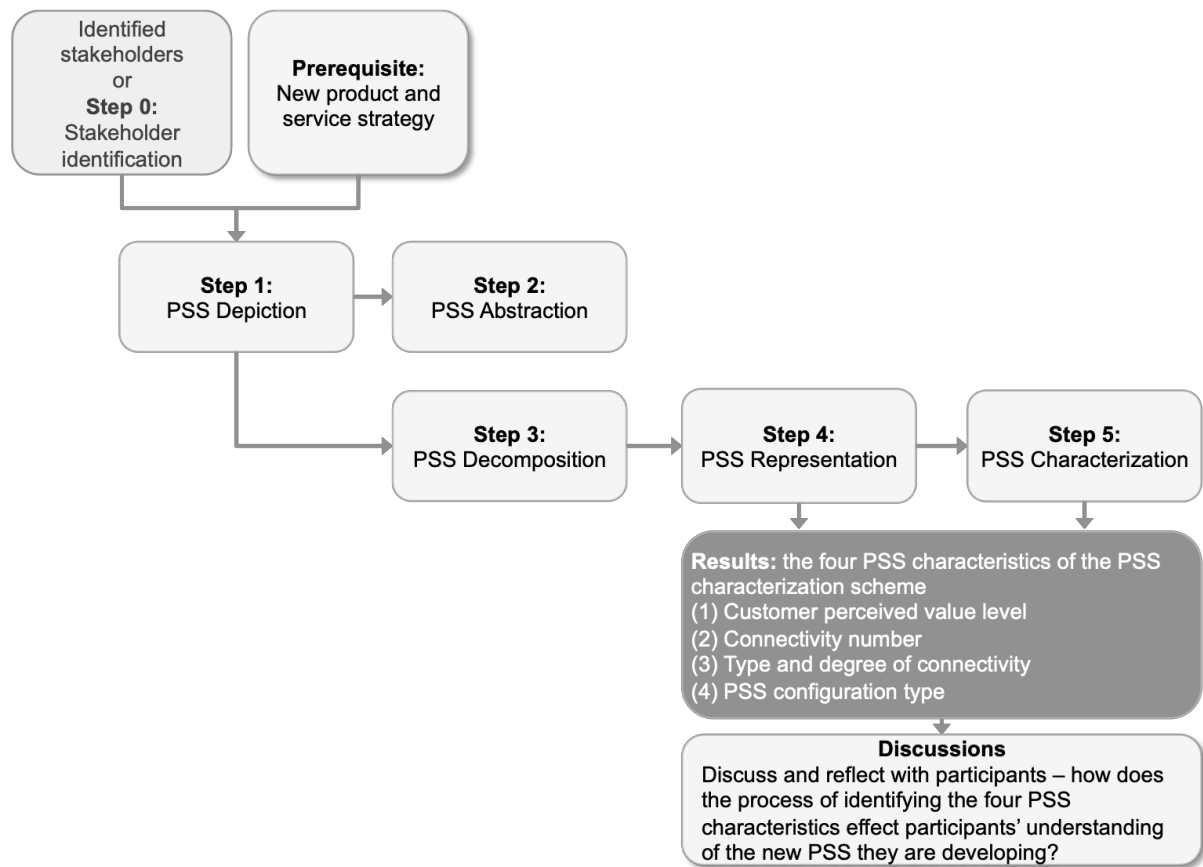 Identified
stakeholders
or
Step 0:
Stakeholder
identification
Prerequisite:
New product and
service strategy
Step 1:
PSS Depiction
Step 2:
PSS Abstraction
Step 3:
PSS Decomposition
Step 4:
PSS Representation
Step 5:
PSS Characterization
Results: the four PSS characteristics of the PSS
characterization scheme
(1) Customer perceived value level
(2) Connectivity number
(3) Type and degree of connectivity
(4) PSS configuration type
Discussions
Discuss and reflect with participants – how does
the process of identifying the four PSS
characteristics effect participants’ understanding
of the new PSS they are developing?